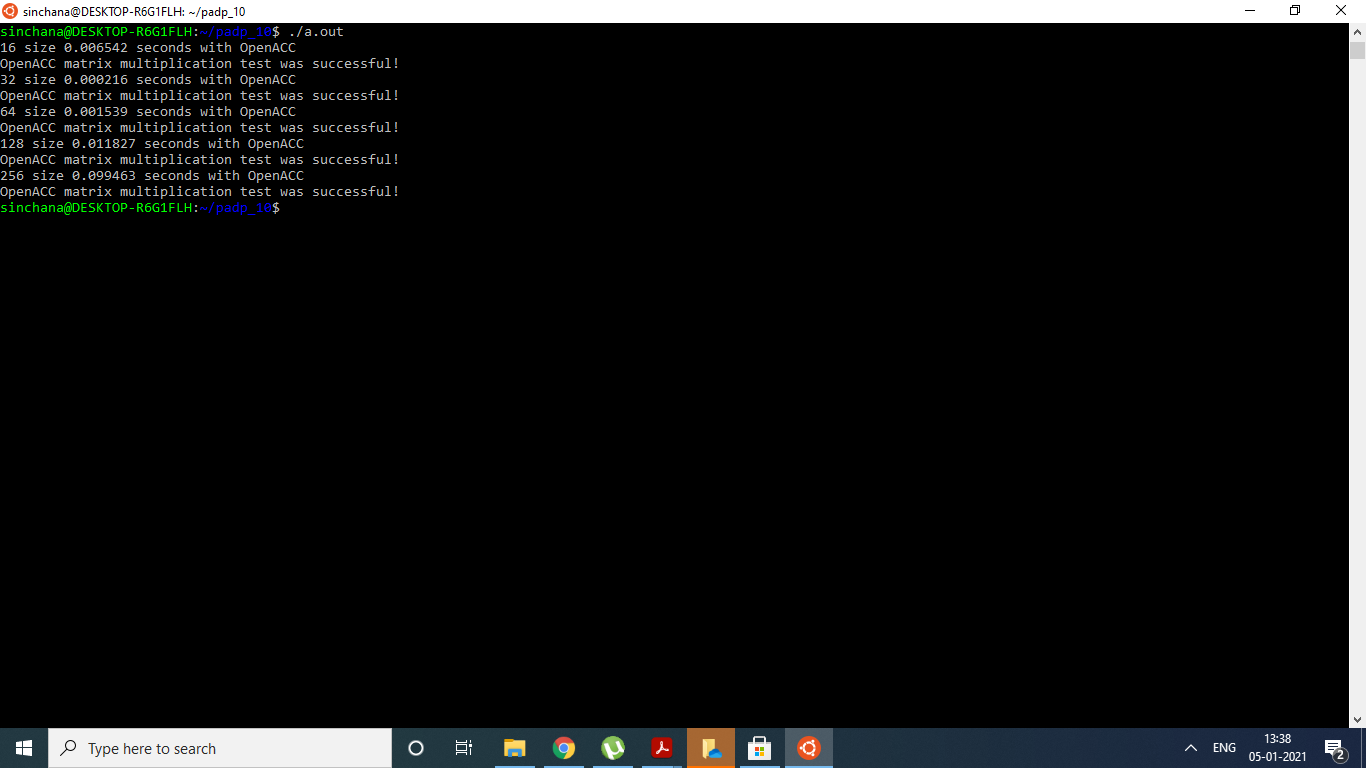 sinchana@DESKTOP-R6G1FLH: ~/padp_10
sinchana@DESKTOP-R6G1FLH:~/padp_10$ ./a.out
16 size 0.006542 seconds with OpenACC
OpenACC matrix multiplication test was successful!
32 size 0.000216 seconds with OpenACC
OpenACC matrix multiplication test was successful!
64 size 0.001539 seconds with OpenACC
OpenACC matrix multiplication test was successful!
128 size 0.011827 seconds with OpenACC
OpenACC matrix multiplication test was successful!
256 size 0.099463 seconds with OpenACC
OpenACC matrix multiplication test was successful!
sinchana@DESKTOP-R6G1FLH:~/padp_10$
Type here to search
ENG
13:38
05-01-2021
2